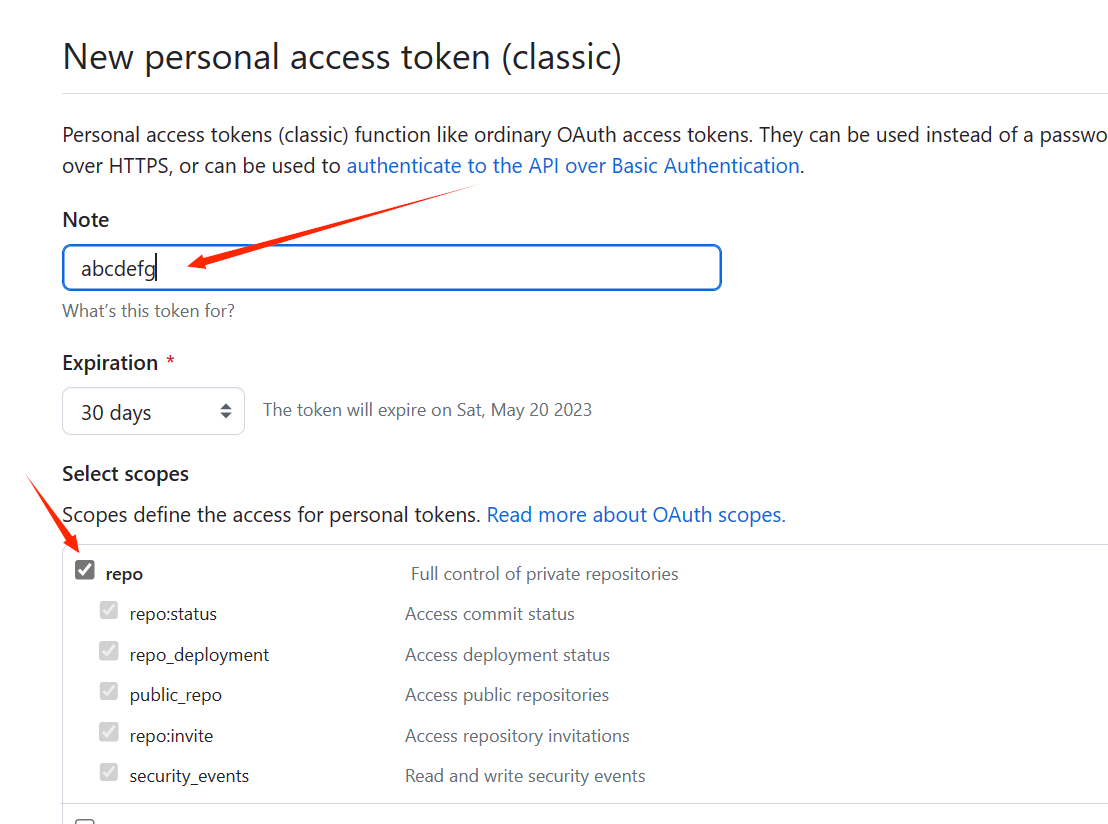 New personal access token (classic)
Personal access tokens (classic) function like ordinary OAuth access tokens. They can be used instead of a
over HTTPS, or can be used to authenticate to the API over Basic Authentication.
Note
abcdefg
What's this token for?
Expiration *
30 days The token will expire on Sat, May 20 2023
Select scopes
Scopes define the access for personal tokens. Read more about OAuth scopes.
repo Full control of private repositories
repo:status Access commit status
repo_deployment Access deployment status
public_repo Access public repositories
repo:invite Access repository invitations
security_events Read and write security events